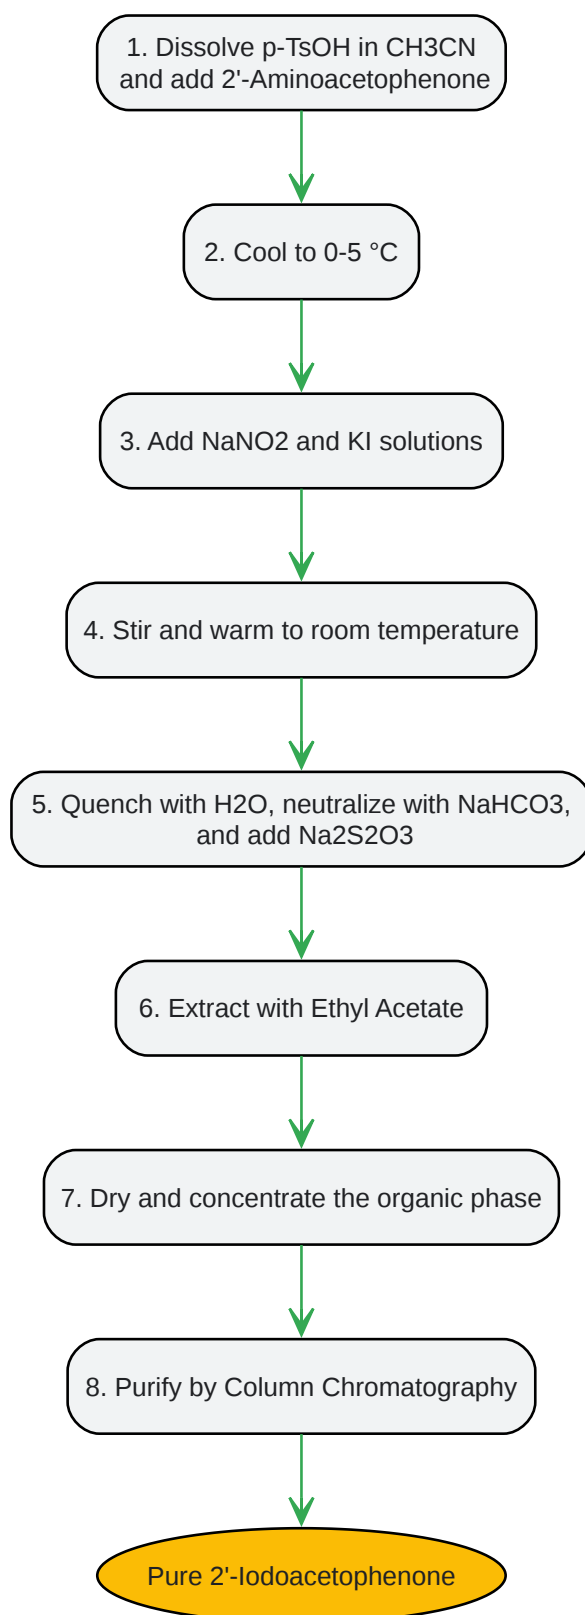 1. Dissolve p-TsOH in CH3CN
and add 2'-Aminoacetophenone
2. Cool to 0-5 °C
3. Add NaNO2 and KI solutions
4. Stir and warm to room temperature
5. Quench with H2O, neutralize with NaHCO3,
and add Na2S2O3
6. Extract with Ethyl Acetate
7. Dry and concentrate the organic phase
8. Purify by Column Chromatography
Pure 2'-Iodoacetophenone